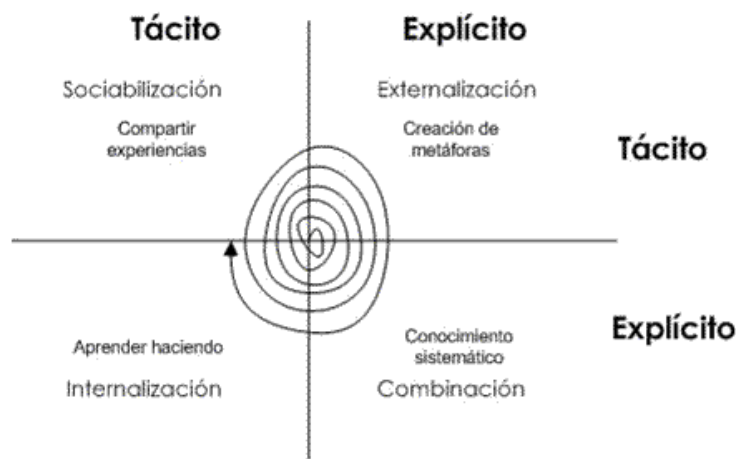 Tácito
Explícito
Sociabilización
Externalización
Compartir
experiencias
Creación de
metáforas
Tácito
Explícito
Aprender haciendo
Conocimiento
sistemático
Internalización
Combinación